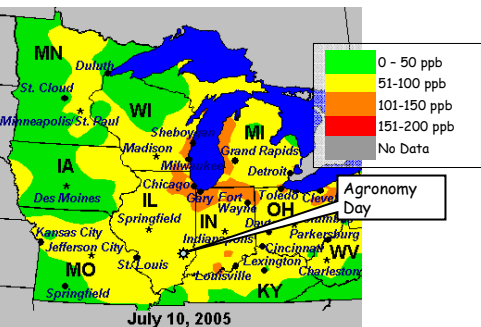 0 - 50 ppb
51-100 ppb
101-150 ppb
151-200 ppb
No Data
MN
Duluth
St. Cloud
Minneapolis/St. Paul
WI
MI
Madison
Milwaukee
Grand Rapids
Detroit
IA
Des Moines
Chicago
Gary
Fort
Wayne
Toledo
Agronomy
Day
IL
Springfield
IN
OH
Kansas City
Jefferson City
St. Louis
Parkersburg
Cincinnati
WV
Lexington
Charleston
Louisville
MO
Springfield
KY
July 10, 2005